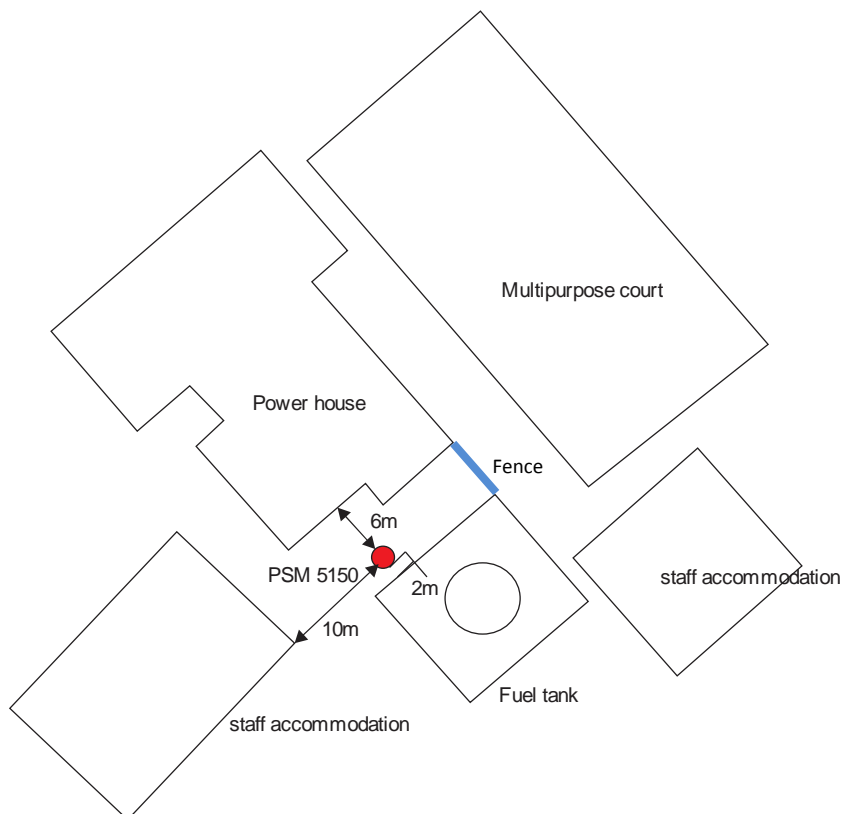 Multipurpose court
Power house
Fence
6m
PSM 5150
staff accommodation
2m
10m
Fuel tank
staff accommodation